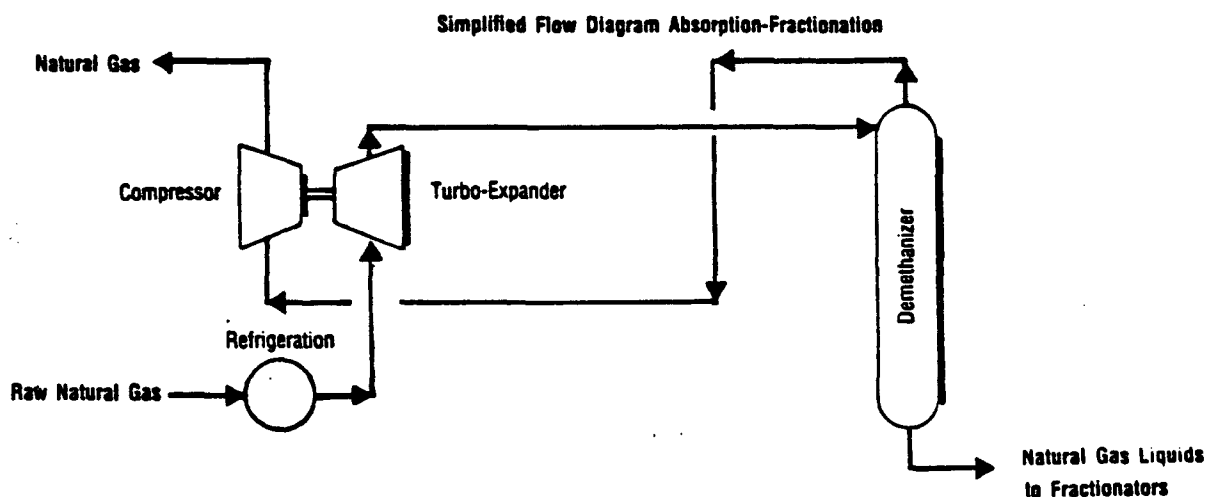 Simplified Flow Diagram Absorption-Fractionation
Natural Gas
Compressor
Turbo-Expander
Demethanizer
Refrigeration
Raw Natural Gas
Natural Gas Liquids
to Fractionators